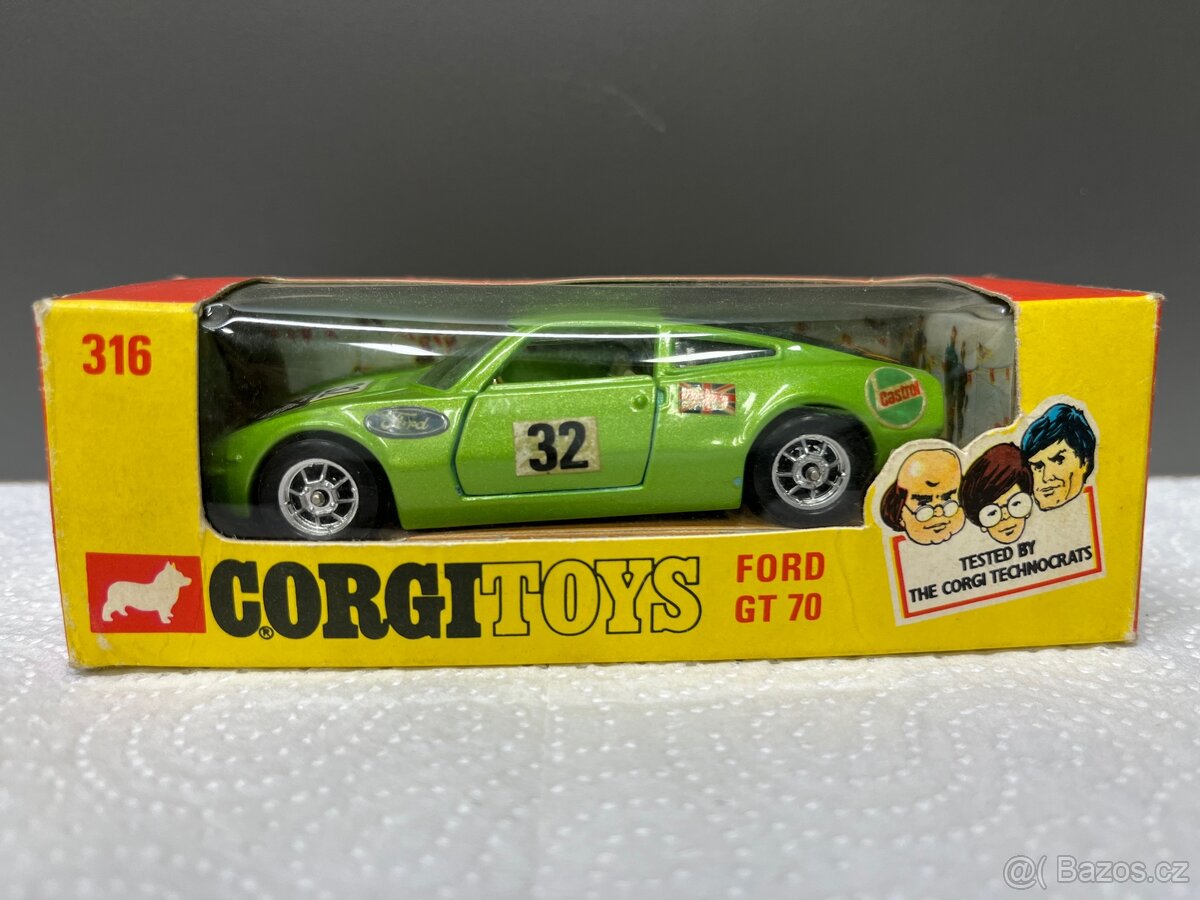 316
Ford
32
Castrol
CORGI TOYS
®
FORD
GT 70
TESTED BY
THE CORGI TECHNOCRATS
@( Bazos.cz